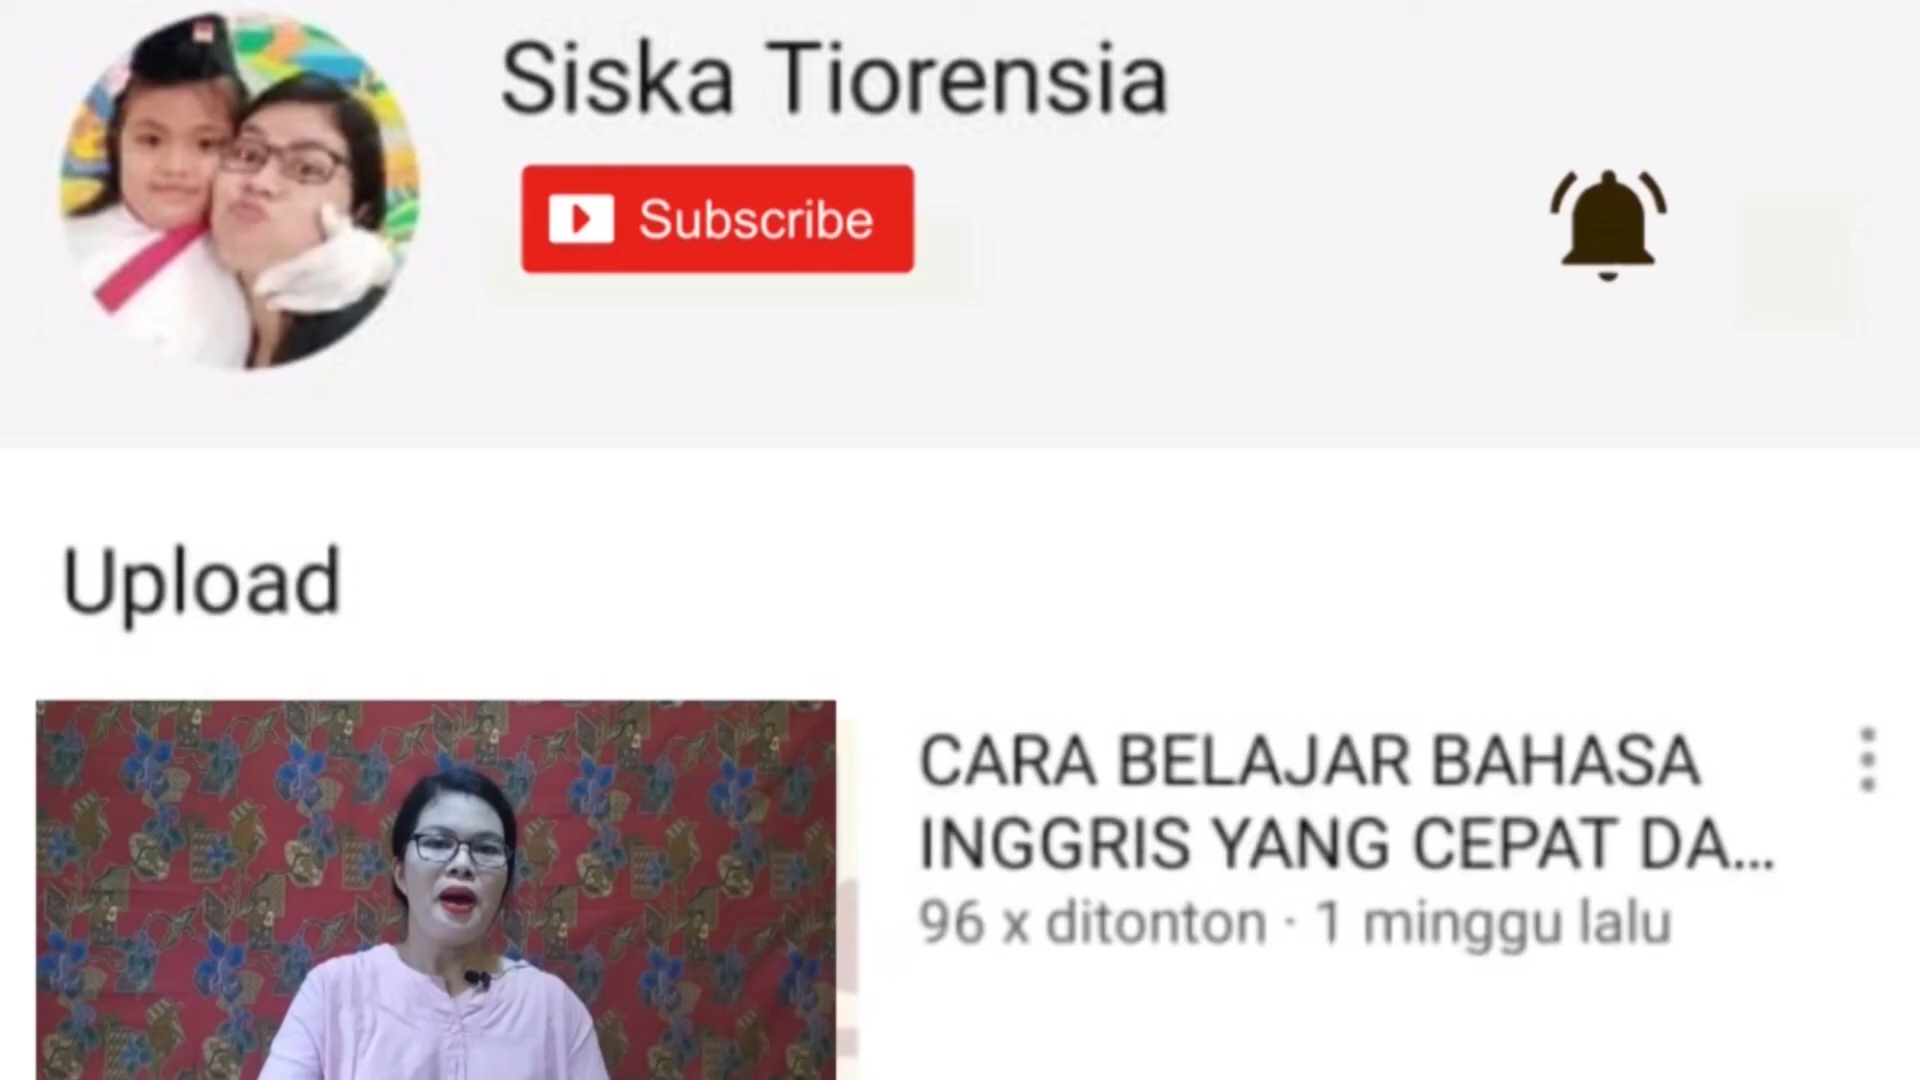 Siska Tiorensia
Subscribe
Upload
CARA BELAJAR BAHASA
INGGRIS YANG CEPAT DA...
96 x ditonton · 1 minggu lalu